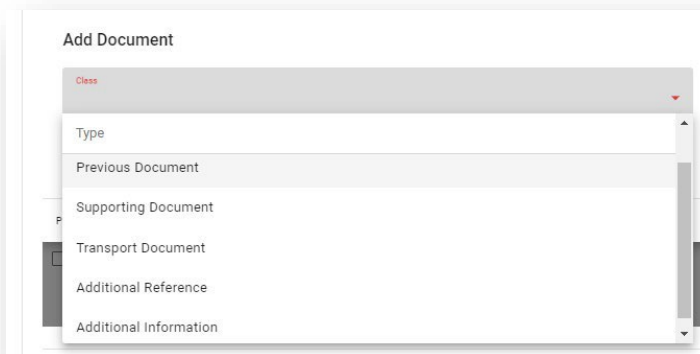 Add Document
Class
Type
Previous Document
Supporting Document
P
Transport Document
Additional Reference
Additional Information